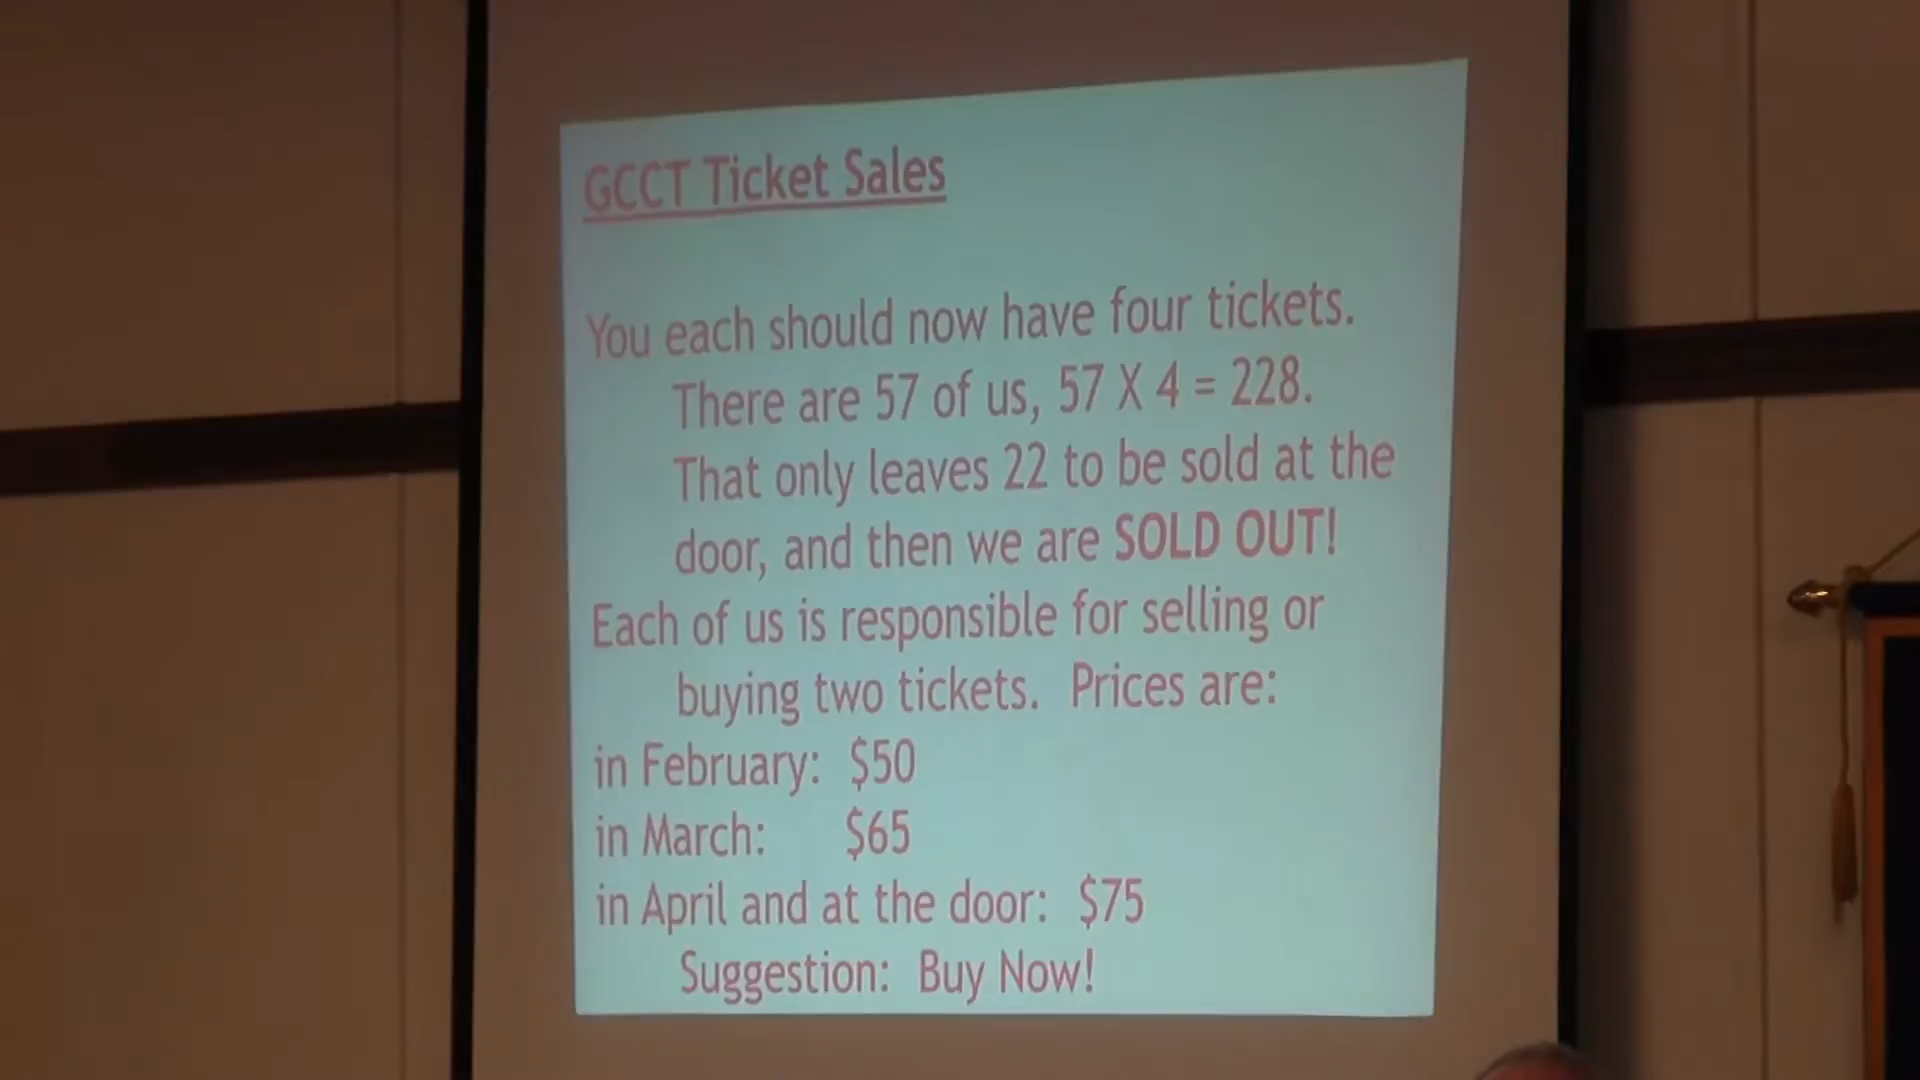 GCCT Ticket Sales
You each should now have four tickets.
There are 57 of us, 57 X 4 = 228.
That only leaves 22 to be sold at the
door, and then we are SOLD OUT!
Each of us is responsible for selling or
buying two tickets. Prices are:
in February: $50
in March: $65
in April and at the door: $75
Suggestion: Buy Now!